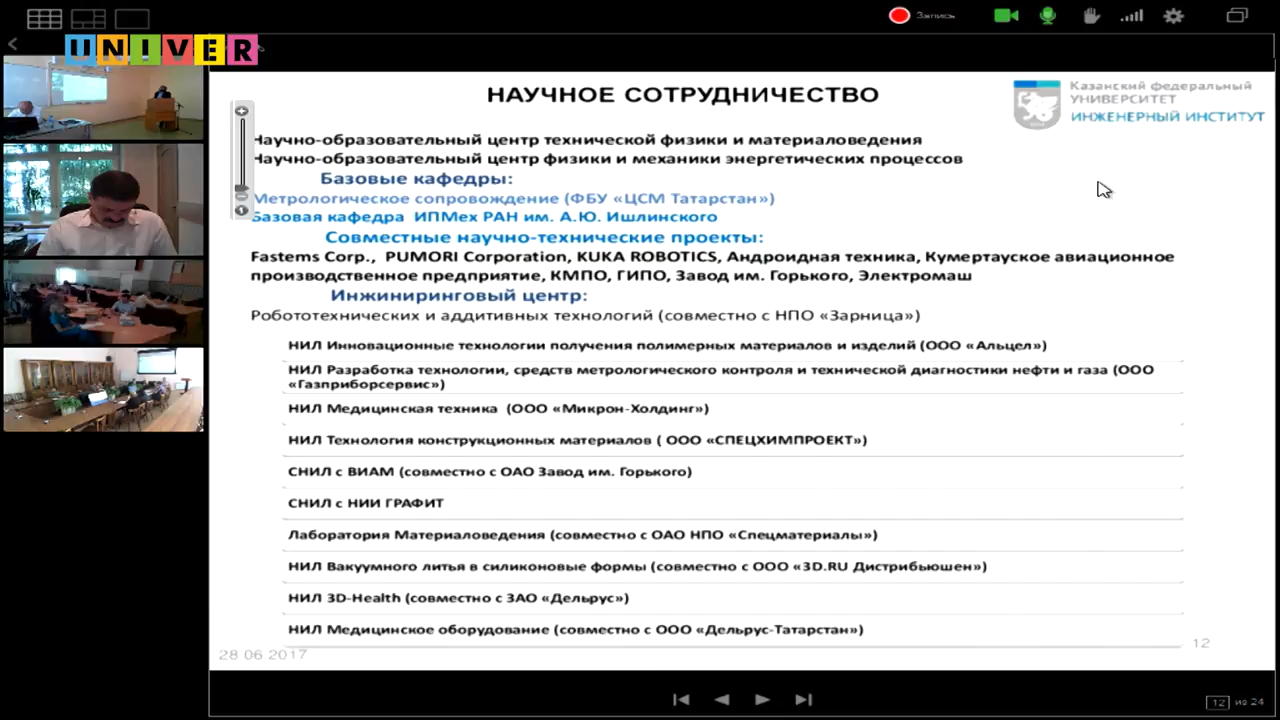 Запись
UNIVER
НАУЧНОЕ СОТРУДНИЧЕСТВО
Казанский федеральный
УНИВЕРСИТЕТ
ИНЖЕНЕРНЫЙ ИНСТИТУТ
Научно-образовательный центр технической физики и материаловедения
Научно-образовательный центр физики и механики энергетических процессов
Базовые кафедры:
Метрологическое сопровождение (ФБУ «ЦСМ Татарстан»)
Базовая кафедра ИПМех РАН им. А.Ю. Ишлинского
Совместные научно-технические проекты:
Fastems Corp., PUMORI Corporation, KUKA ROBOTICS, Андроидная техника, Кумертауское авиационное
производственное предприятие, КМПО, ГИПО, Завод им. Горького, Электромаш
Инжиниринговый центр:
Робототехнических и аддитивных технологий (совместно с НПО «Зарница»)
НИЛ Инновационные технологии получения полимерных материалов и изделий (ООО «Альцел»)
НИЛ Разработка технологии, средств метрологического контроля и технической диагностики нефти и газа (ООО
«Газприборсервис»)
НИЛ Медицинская техника (ООО «Микрон-Холдинг»)
НИЛ Технология конструкционных материалов ( ООО «СПЕЦХИМПРОЕКТ»)
СНИЛ с ВИАМ (совместно с ОАО Завод им. Горького)
СНИЛ с НИИ ГРАФИТ
Лаборатория Материаловедения (совместно с ОАО НПО «Спецматериалы»)
НИЛ Вакуумного литья в силиконовые формы (совместно с ООО «3D.RU Дистрибьюшен»)
НИЛ 3D-Health (совместно с ЗАО «Дельрус»)
НИЛ Медицинское оборудование (совместно с ООО «Дельрус-Татарстан»)
28 06 2017
12
12 из 24